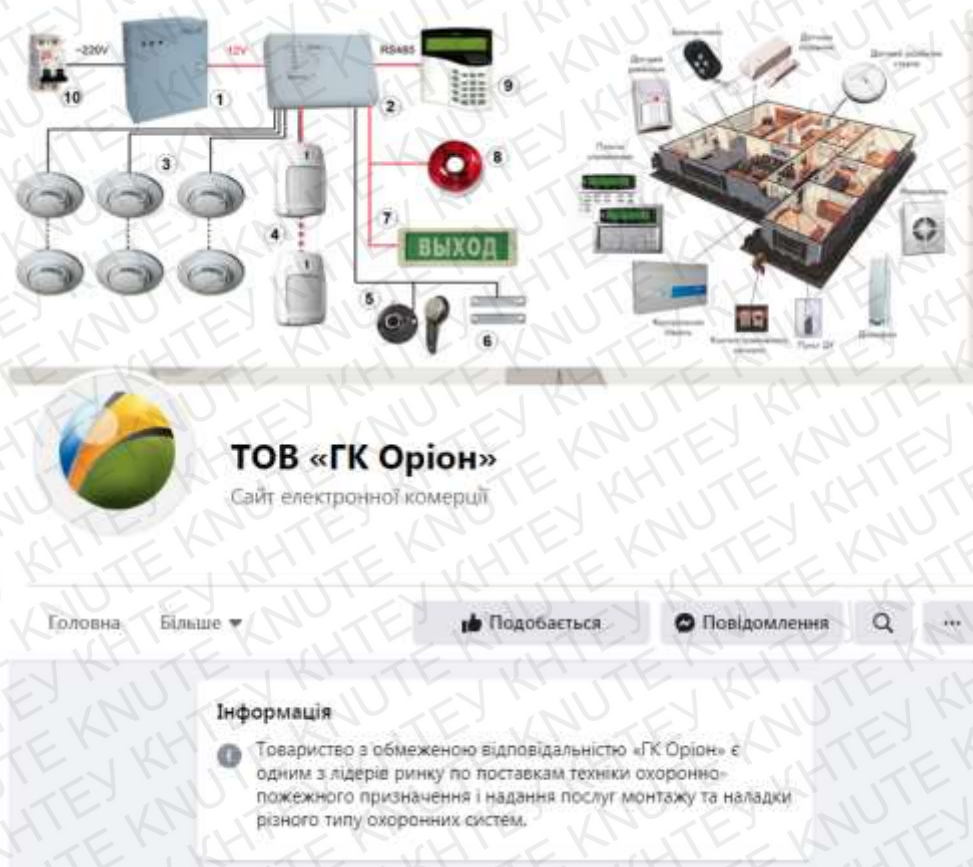 ~220V
12V
RS485
10
1
2
9
3
8
4
7
ВЫХОД
5
6
ТОВ «ГК Оріон»
Сайт електронної комерції
Головна Більше
Подобається
Повідомлення
Інформація
Товариство з обмеженою відповідальністю «ГК Оріон» є
одним з лідерів ринку по поставкам техніки охоронно-
пожежного призначення і надання послуг монтажу та наладки
різного типу охоронних систем.